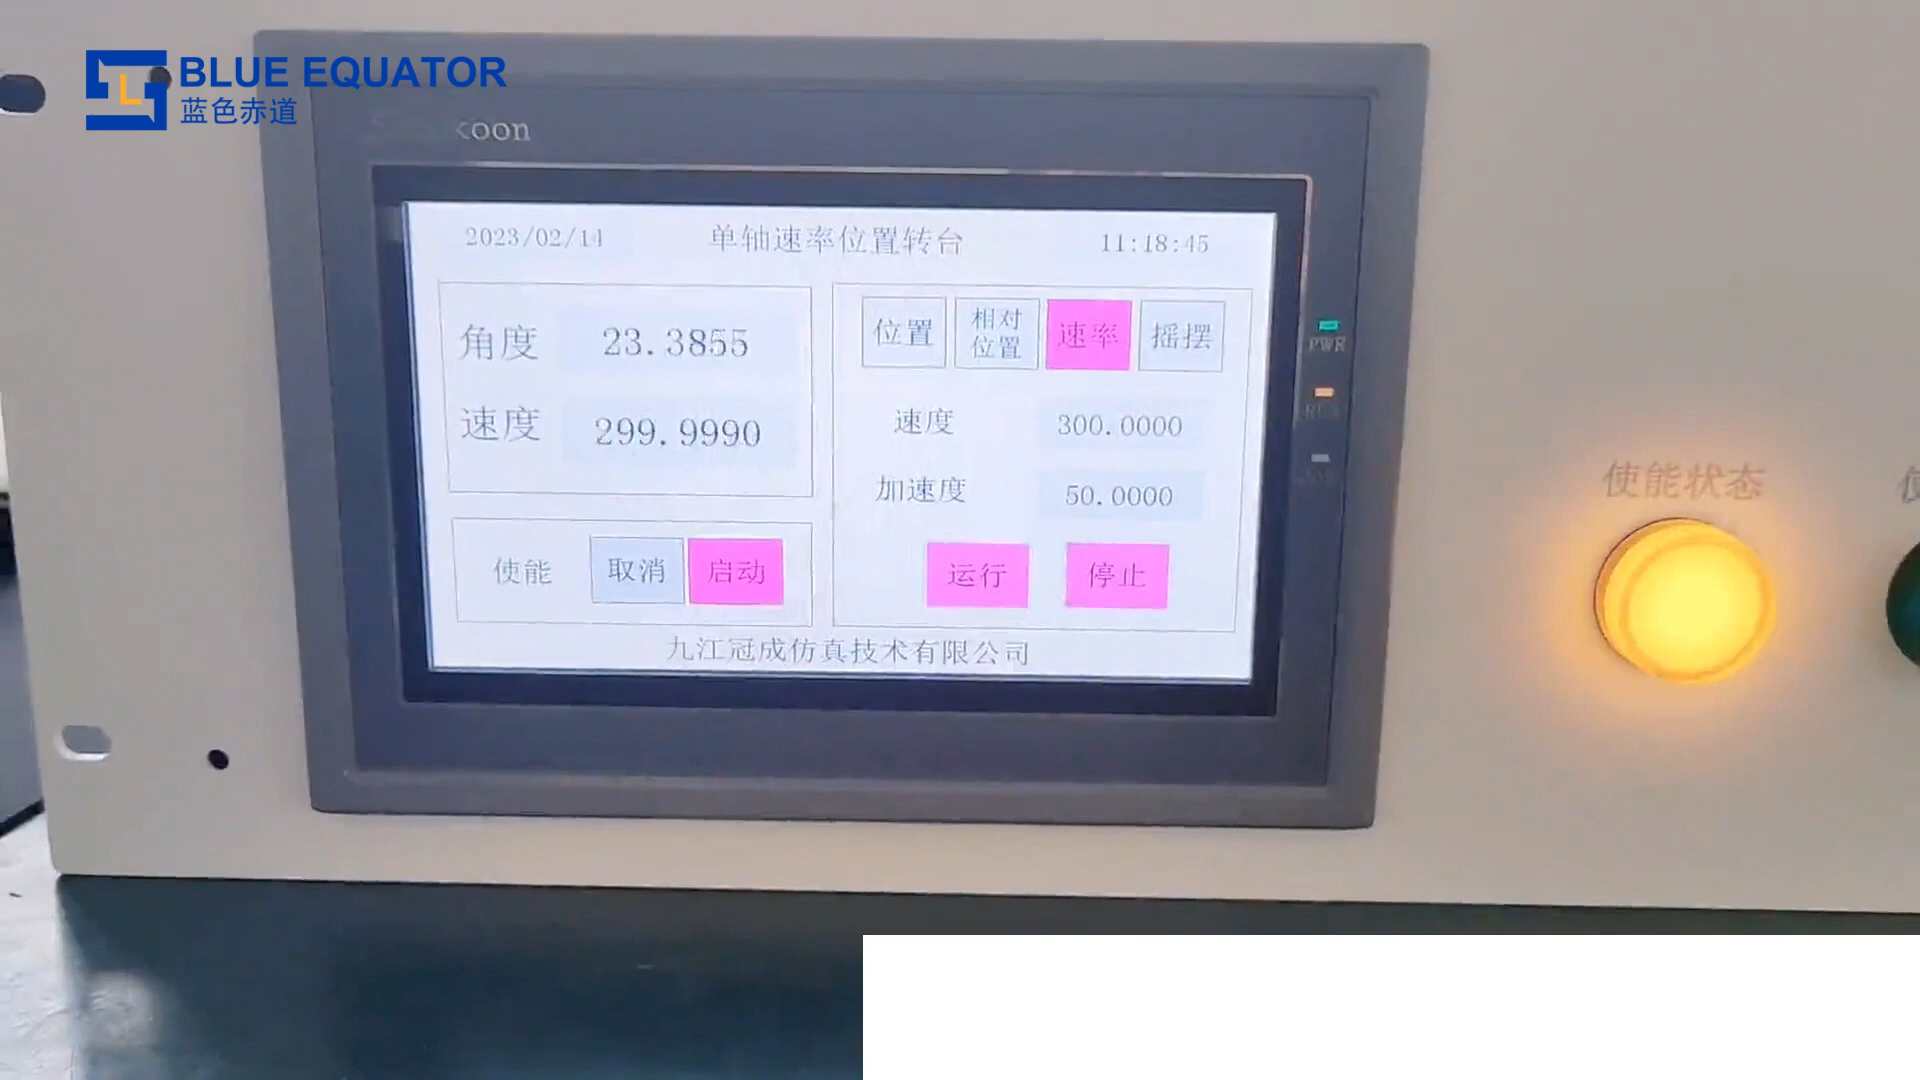 BLUE EQUATOR
蓝色赤道
koon
2023/02/14 单轴速率位置转台 11:18:45
角度 23.3855
速度 299.9990
使能 取消 启动
位置 相对位置 速率 摇摆
速度 300.0000
加速度 50.0000
运行 停止
九江冠成仿真技术有限公司
PWR
使能状态
使